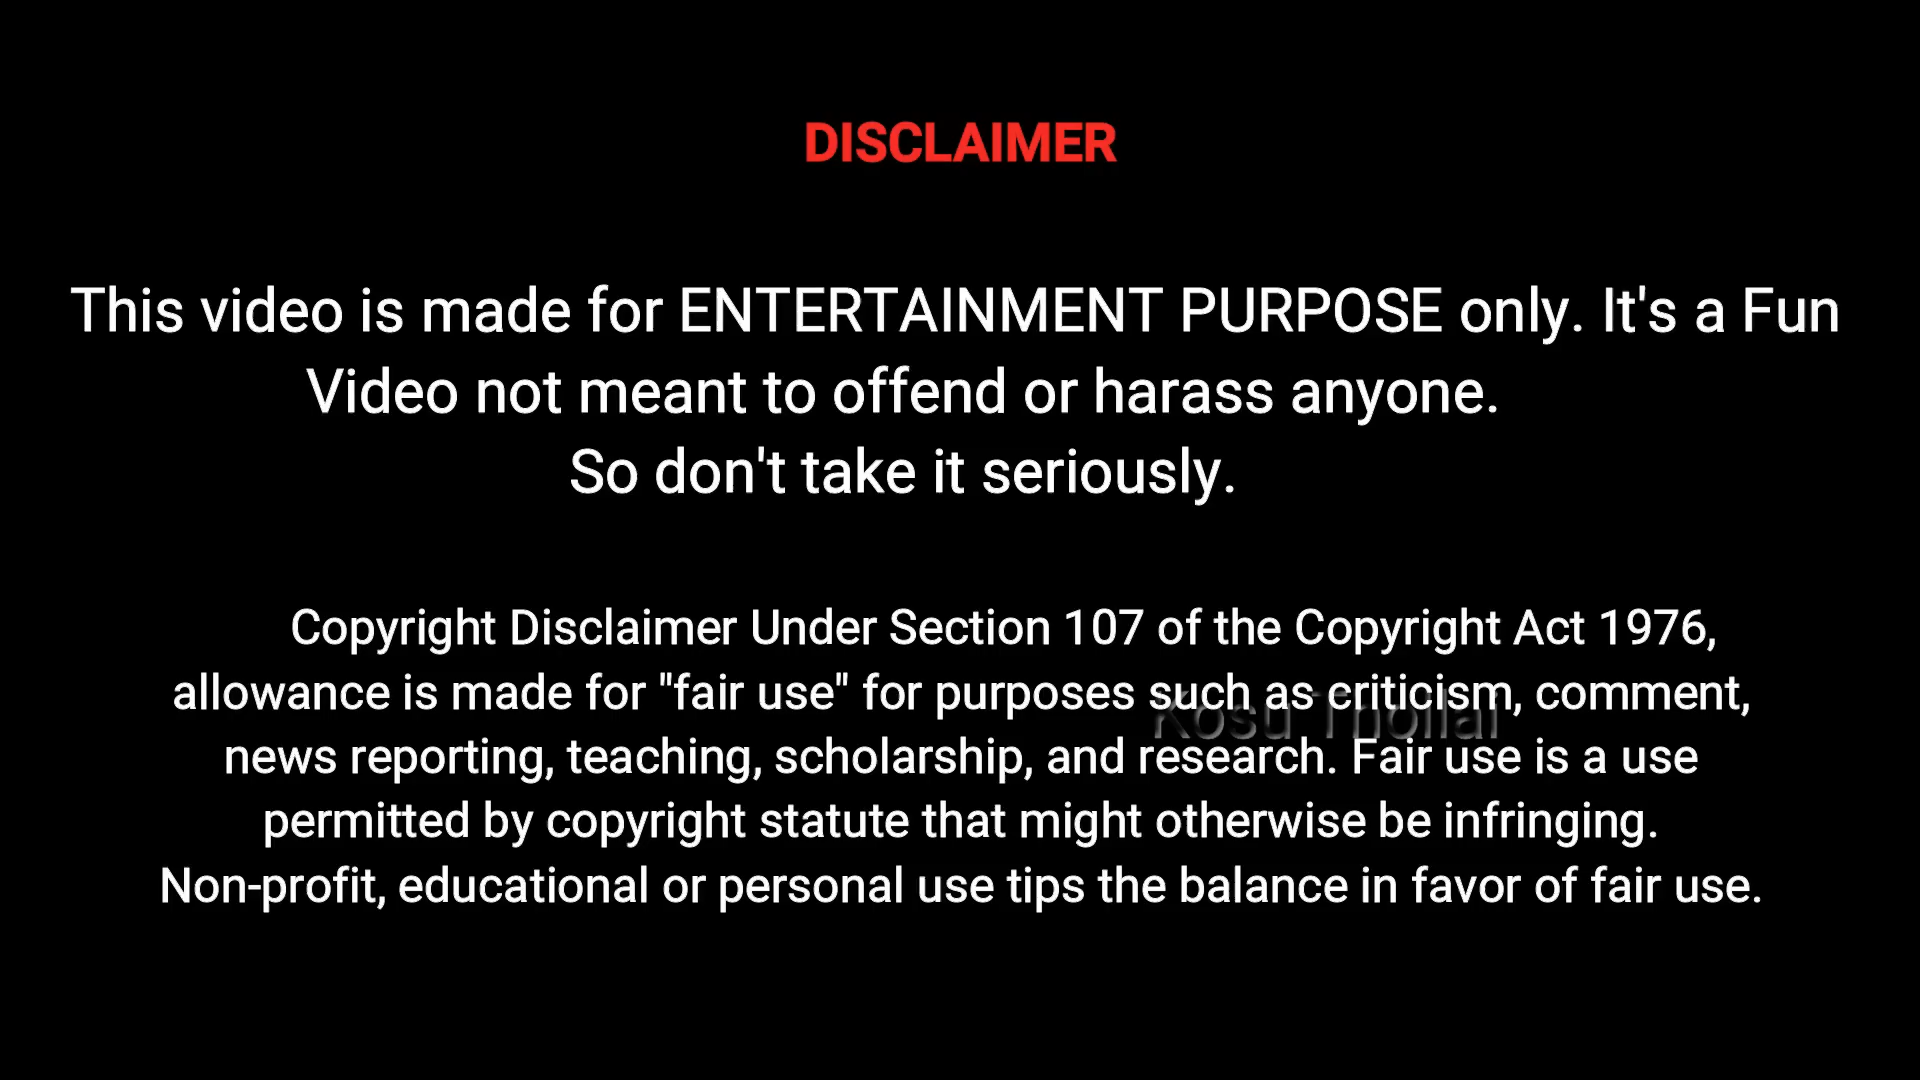 DISCLAIMER
This video is made for ENTERTAINMENT PURPOSE only. It's a Fun
Video not meant to offend or harass anyone.
So don't take it seriously.
Copyright Disclaimer Under Section 107 of the Copyright Act 1976,
allowance is made for "fair use" for purposes such as criticism, comment,
Kosu Thollai
news reporting, teaching, scholarship, and research. Fair use is a use
permitted by copyright statute that might otherwise be infringing.
Non-profit, educational or personal use tips the balance in favor of fair use.